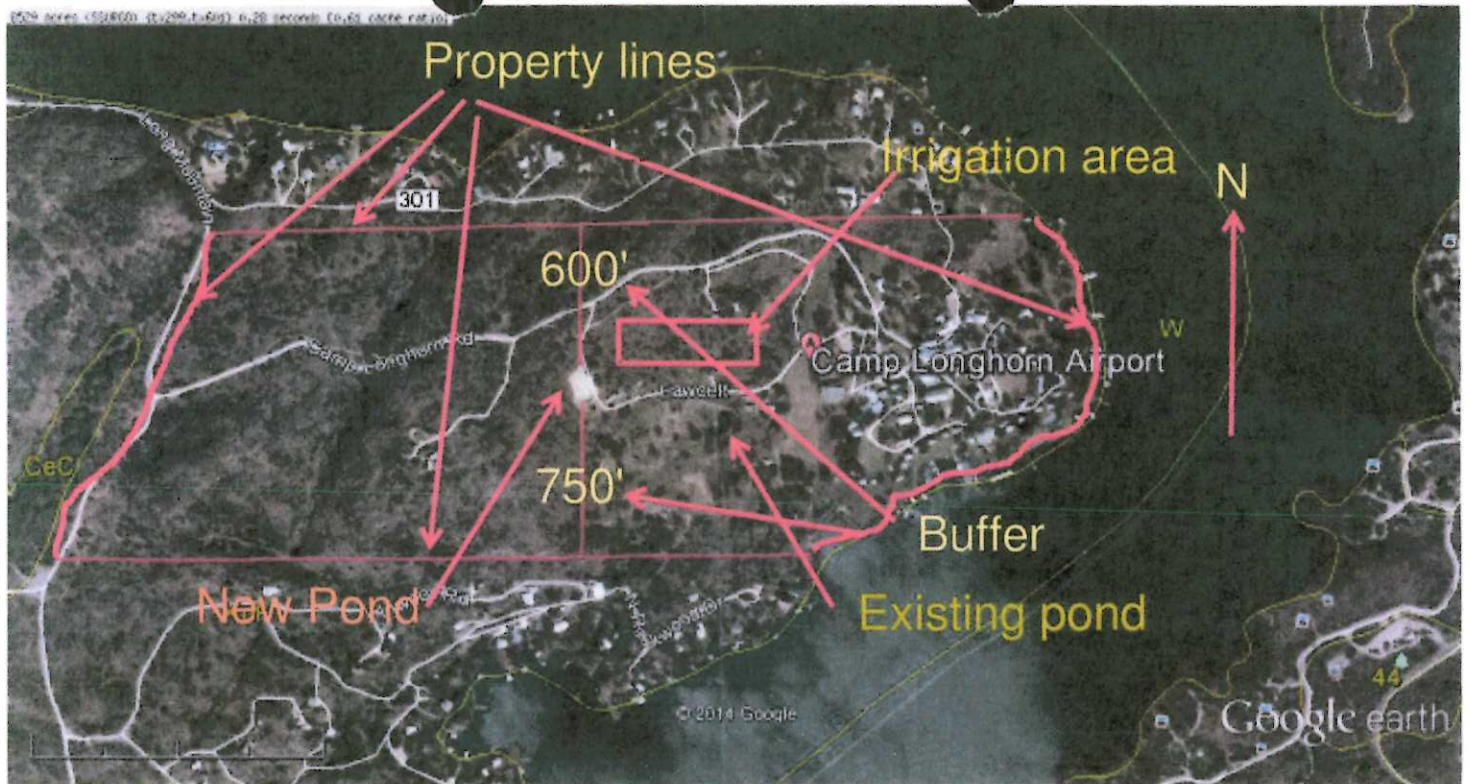 Property lines
Irrigation area
N
301
600'
W
Camp Longhorn Rd
Camp Longhorn Airport
Fawcett
CeC
750'
Buffer
New Pond
Existing pond
44
© 2014 Google
Google earth